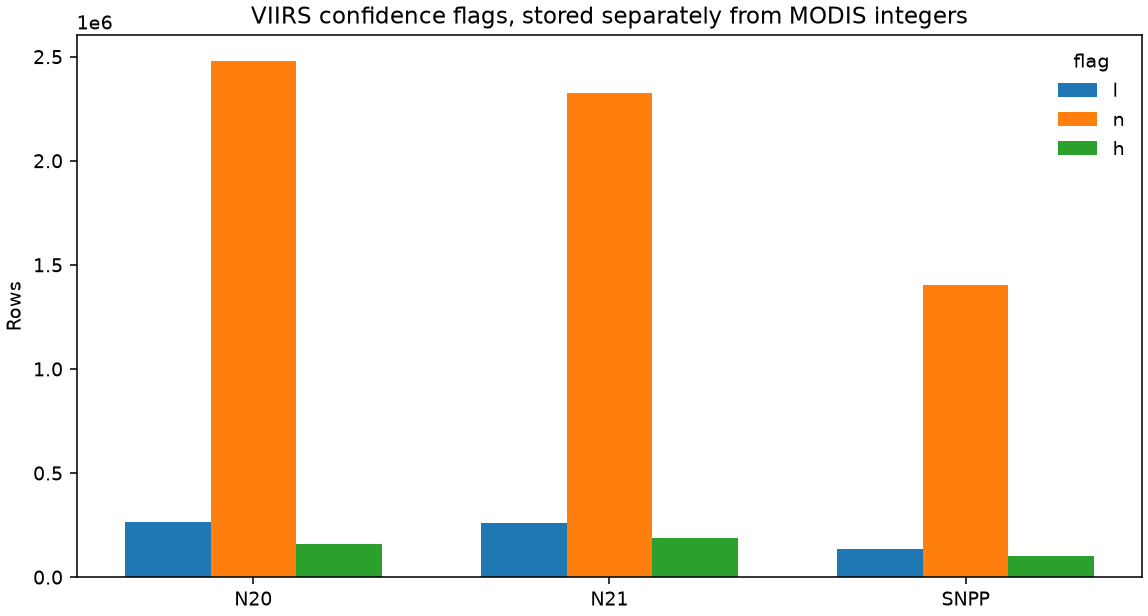 VIIRS confidence flags, stored separately from MODIS integers
1e6
flag
l
n
h
2.5
2.0
1.5
1.0
0.5
0.0
Rows
N20
N21
SNPP